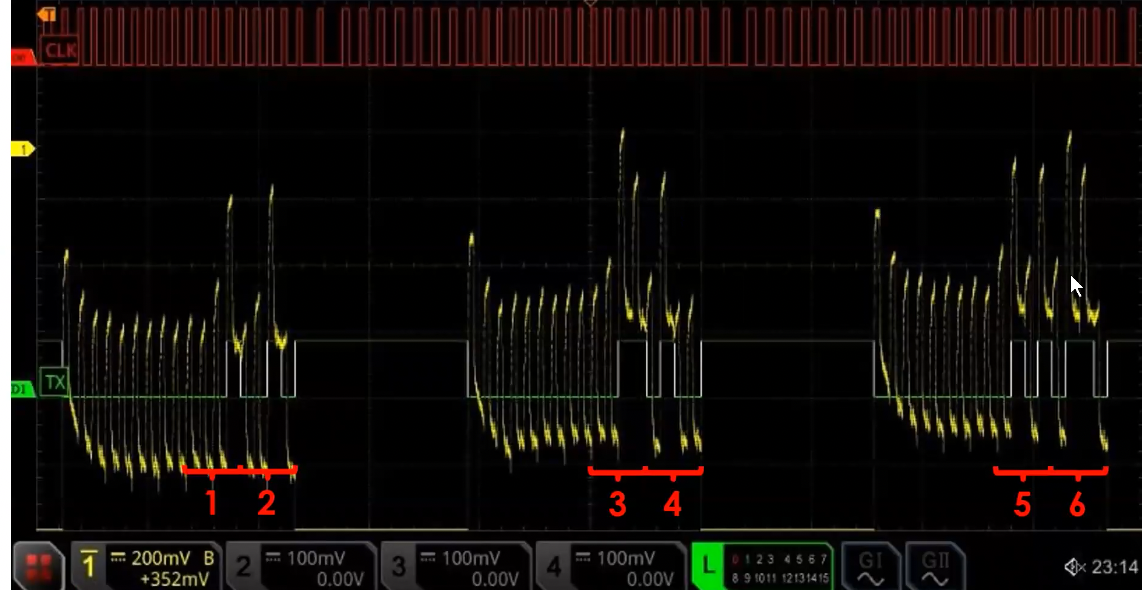 T
CLK
1
TX
D1
1 2 3 4 5 6
1 200mV B
+352mV
2 100mV
0.00V
3 100mV
0.00V
4 100mV
0.00V
L 0 1 2 3 4 5 6 7
8 9 10 11 12 13 14 15
GI
GII
23:14